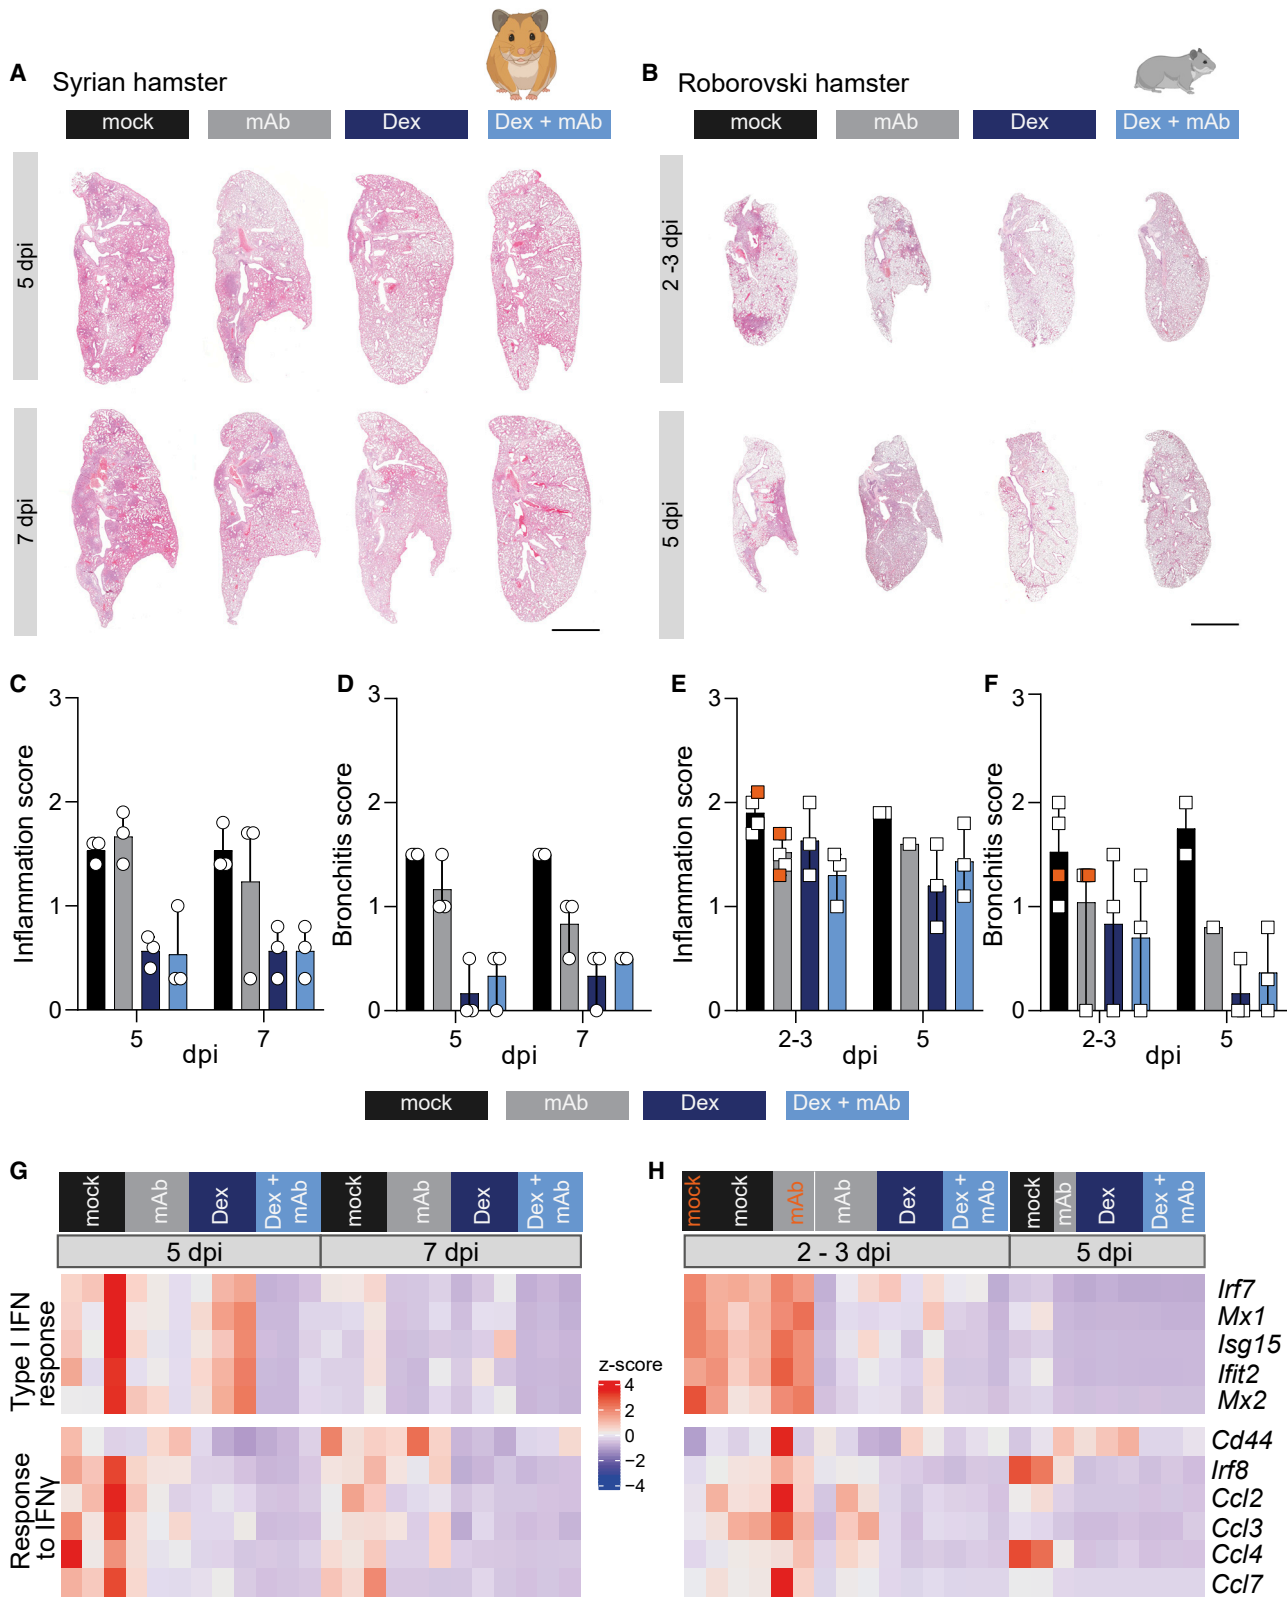 A Syrian hamster
mock mAb Dex Dex + mAb
5 dpi
7 dpi
B Roborovski hamster
mock mAb Dex Dex + mAb
2 -3 dpi
5 dpi
C
Inflammation score
3
2
1
0
5 7
dpi
D
Bronchitis score
3
2
1
0
5 7
dpi
E
Inflammation score
3
2
1
0
2-3 5
dpi
F
Bronchitis score
3
2
1
0
2-3 5
dpi
mock mAb Dex Dex + mAb
G
mock mAb Dex Dex + mAb mock mAb Dex Dex + mAb
5 dpi 7 dpi
Type I IFN
response
Response
to IFNγ
z-score
4
2
0
−2
−4
H
mock mock mAb mAb Dex Dex + mAb mock mAb Dex Dex + mAb
2 - 3 dpi 5 dpi
Irf7
Mx1
Isg15
Ifit2
Mx2
Cd44
Irf8
Ccl2
Ccl3
Ccl4
Ccl7